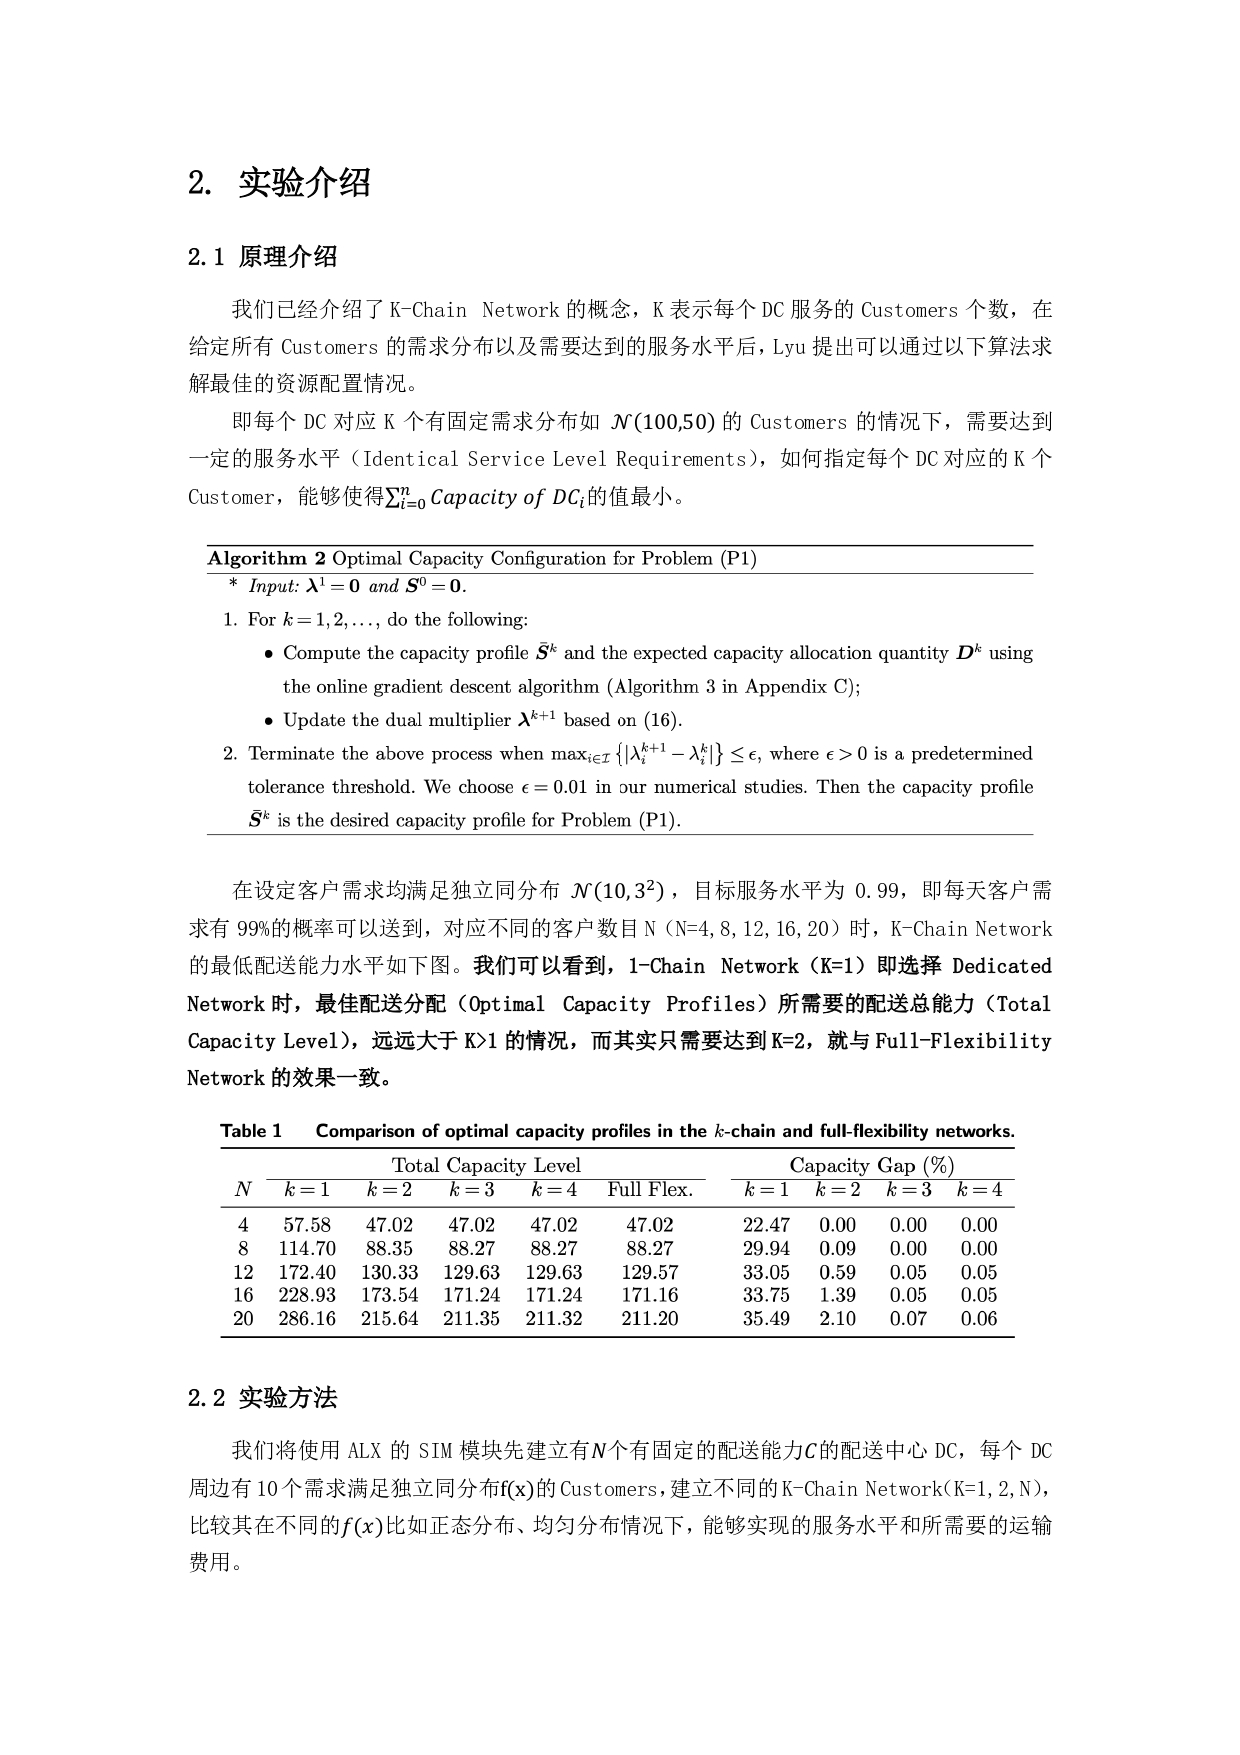 2. 实验介绍
2.1 原理介绍
我们已经介绍了 K-Chain Network 的概念，K 表示每个 DC 服务的 Customers 个数，在
给定所有 Customers 的需求分布以及需要达到的服务水平后，Lyu 提出可以通过以下算法求
解最佳的资源配置情况。
即每个 DC 对应 K 个有固定需求分布如 𝒩(100,50) 的 Customers 的情况下，需要达到
一定的服务水平（Identical Service Level Requirements），如何指定每个 DC 对应的 K 个
Customer，能够使得∑ⁿᵢ₌₀ Capacity of DCᵢ的值最小。
Algorithm 2 Optimal Capacity Configuration for Problem (P1)
* Input: λ¹ = 0 and S⁰ = 0.
1. For k = 1, 2, . . . , do the following:
• Compute the capacity profile S̄ᵏ and the expected capacity allocation quantity Dᵏ using
the online gradient descent algorithm (Algorithm 3 in Appendix C);
• Update the dual multiplier λᵏ⁺¹ based on (16).
2. Terminate the above process when max_{i∈ℐ} {|λᵢᵏ⁺¹ − λᵢᵏ|} ≤ ϵ, where ϵ > 0 is a predetermined
tolerance threshold. We choose ϵ = 0.01 in our numerical studies. Then the capacity profile
S̄ᵏ is the desired capacity profile for Problem (P1).
在设定客户需求均满足独立同分布 𝒩(10, 3²) ，目标服务水平为 0.99，即每天客户需
求有 99%的概率可以送到，对应不同的客户数目 N（N=4,8,12,16,20）时，K-Chain Network
的最低配送能力水平如下图。我们可以看到，1-Chain Network（K=1）即选择 Dedicated
Network 时，最佳配送分配（Optimal Capacity Profiles）所需要的配送总能力（Total
Capacity Level），远远大于 K>1 的情况，而其实只需要达到 K=2，就与 Full-Flexibility
Network 的效果一致。
Table 1 Comparison of optimal capacity profiles in the k-chain and full-flexibility networks.
Total Capacity Level Capacity Gap (%)
N k = 1 k = 2 k = 3 k = 4 Full Flex. k = 1 k = 2 k = 3 k = 4
4 57.58 47.02 47.02 47.02 47.02 22.47 0.00 0.00 0.00
8 114.70 88.35 88.27 88.27 88.27 29.94 0.09 0.00 0.00
12 172.40 130.33 129.63 129.63 129.57 33.05 0.59 0.05 0.05
16 228.93 173.54 171.24 171.24 171.16 33.75 1.39 0.05 0.05
20 286.16 215.64 211.35 211.32 211.20 35.49 2.10 0.07 0.06
2.2 实验方法
我们将使用 ALX 的 SIM 模块先建立有N个有固定的配送能力C的配送中心 DC，每个 DC
周边有 10 个需求满足独立同分布f(x)的 Customers，建立不同的 K-Chain Network（K=1,2,N），
比较其在不同的f(x)比如正态分布、均匀分布情况下，能够实现的服务水平和所需要的运输
费用。